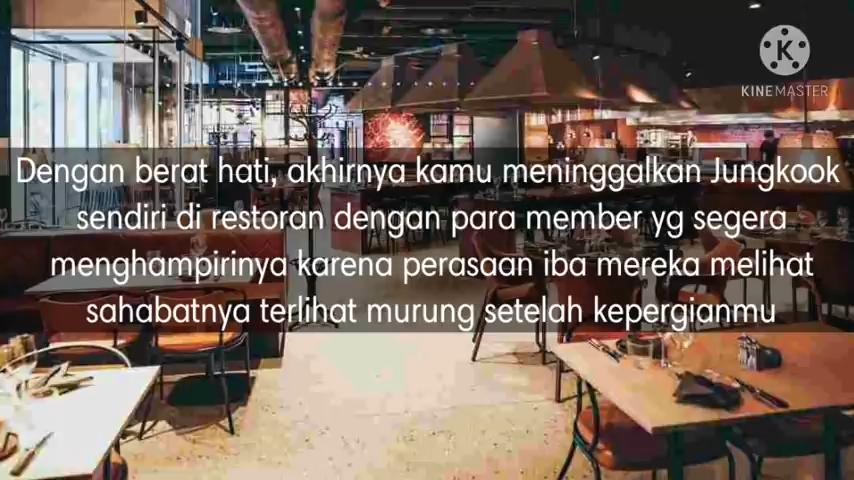 KINEMASTER
Dengan berat hati, akhirnya kamu meninggalkan Jungkook
sendiri di restoran dengan para member yg segera
menghampirinya karena perasaan iba mereka melihat
sahabatnya terlihat murung setelah kepergianmu